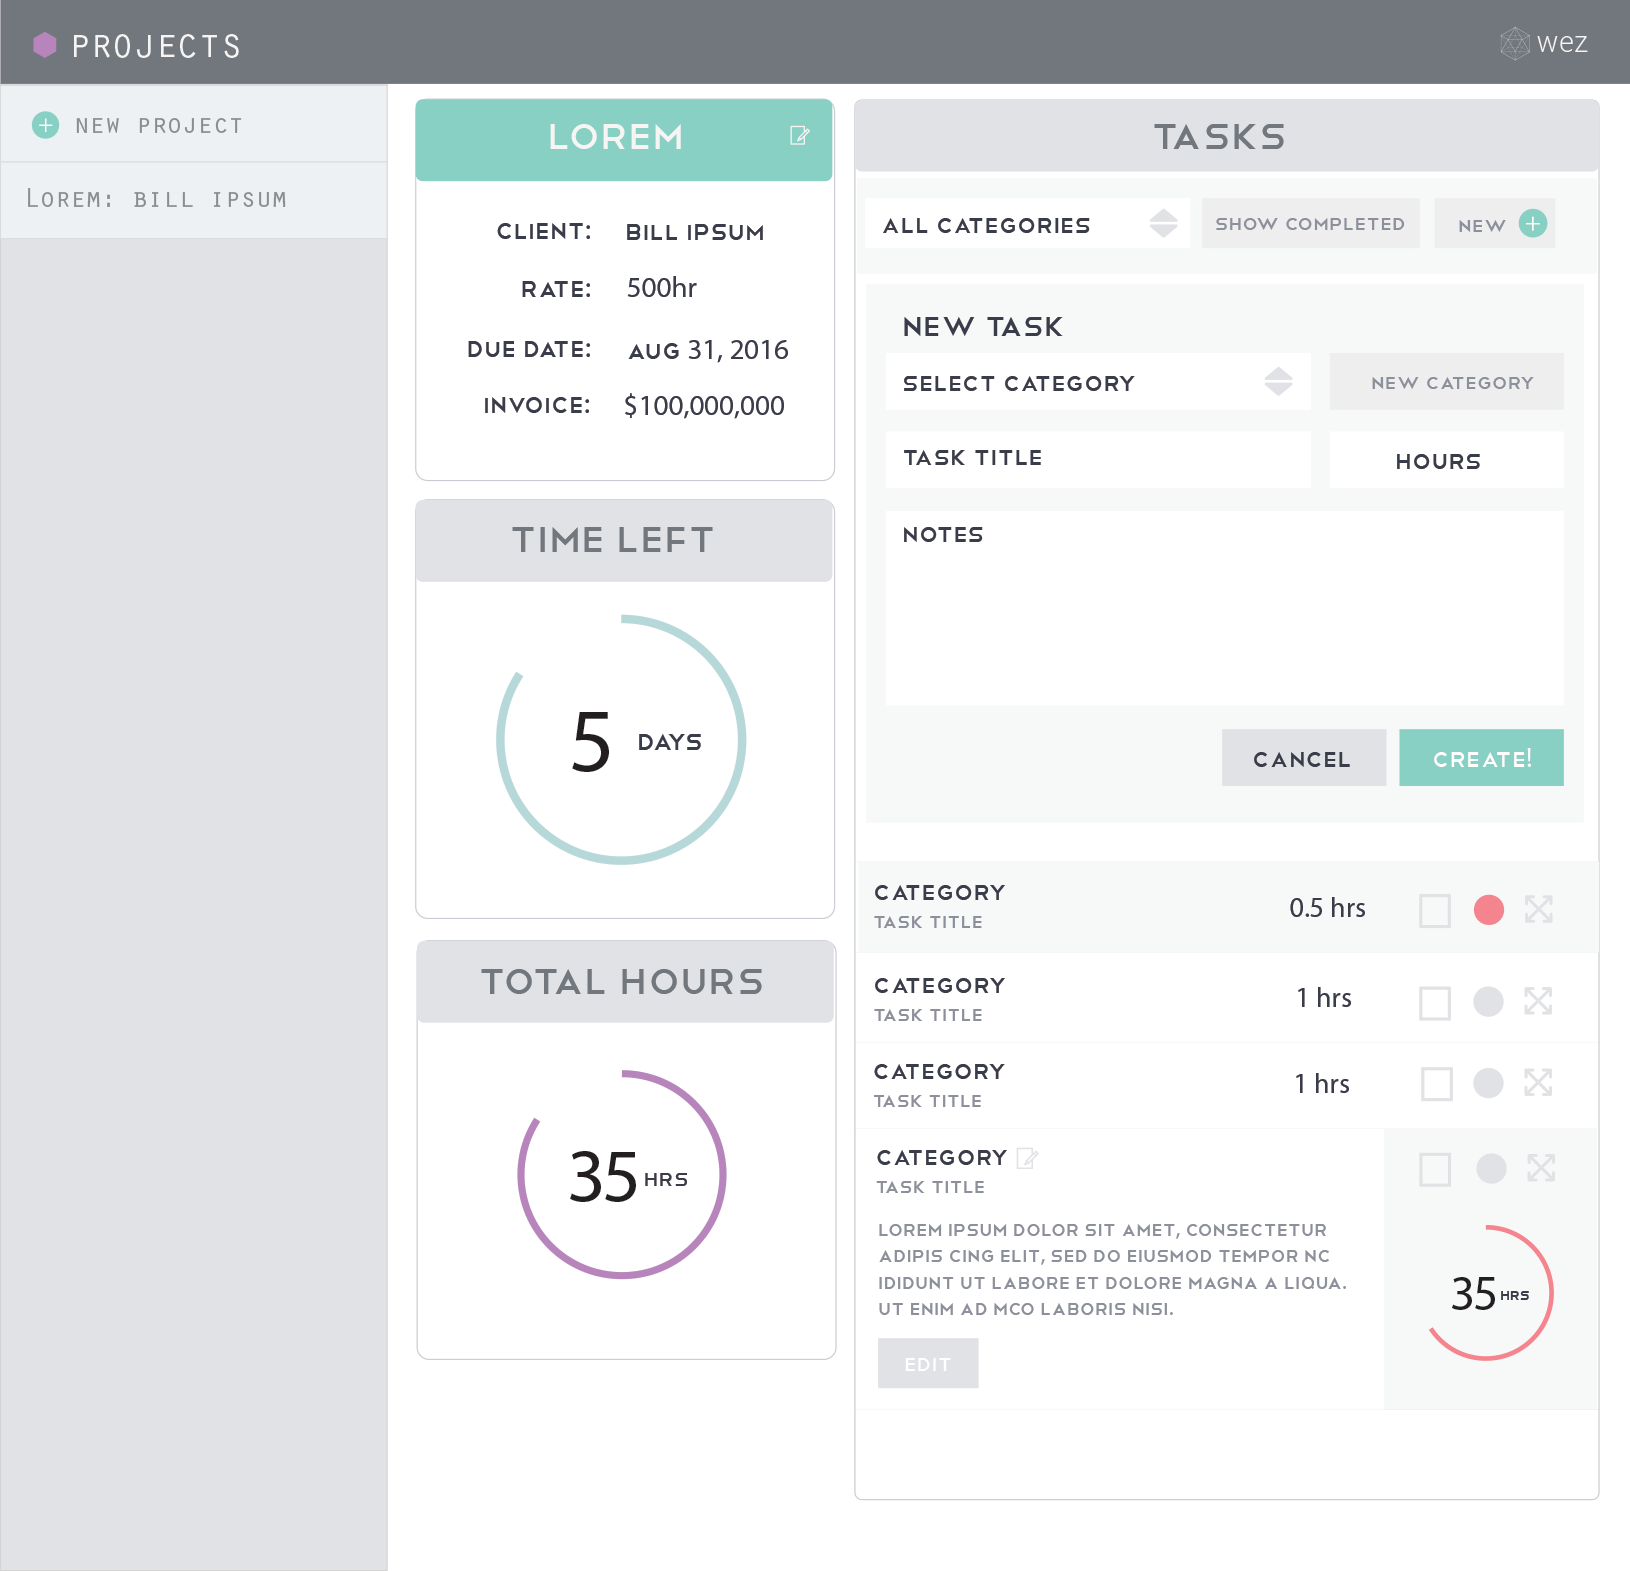 PROJECTS
wez
NEW PROJECT
LOREM: BILL IPSUM
LOREM
CLIENT: BILL IPSUM
RATE: 500hr
DUE DATE: AUG 31, 2016
INVOICE: $100,000,000
TIME LEFT
5 DAYS
TOTAL HOURS
35 HRS
TASKS
ALL CATEGORIES
SHOW COMPLETED
NEW
NEW TASK
SELECT CATEGORY
NEW CATEGORY
TASK TITLE
HOURS
NOTES
CANCEL
CREATE!
CATEGORY
TASK TITLE
0.5 hrs
CATEGORY
TASK TITLE
1 hrs
CATEGORY
TASK TITLE
1 hrs
CATEGORY
TASK TITLE
LOREM IPSUM DOLOR SIT AMET, CONSECTETUR
ADIPIS CING ELIT, SED DO EIUSMOD TEMPOR NC
IDIDUNT UT LABORE ET DOLORE MAGNA A LIQUA.
UT ENIM AD MCO LABORIS NISI.
EDIT
35 HRS